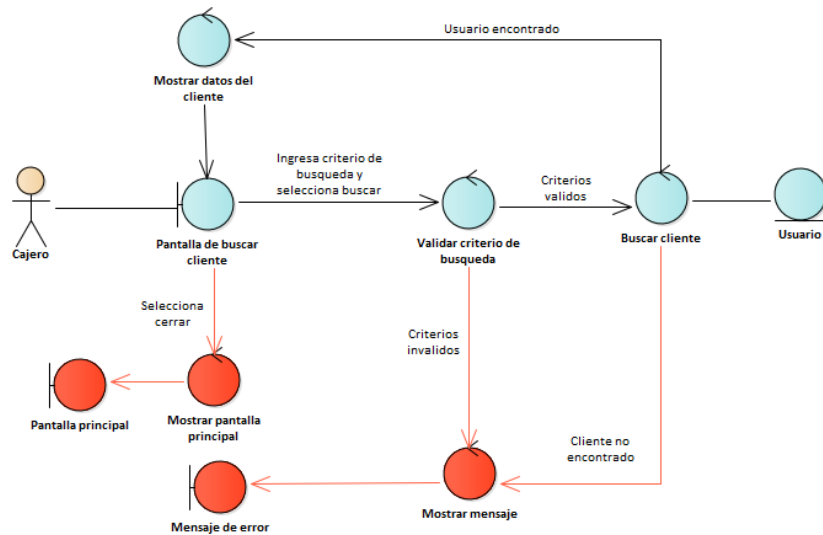 Usuario encontrado
Mostrar datos del
cliente
Ingresa criterio de
busqueda y
selecciona buscar
Criterios
validos
Cajero
Pantalla de buscar
cliente
Validar criterio de
busqueda
Buscar cliente
Usuario
Selecciona
cerrar
Criterios
invalidos
Pantalla principal
Mostrar pantalla
principal
Cliente no
encontrado
Mensaje de error
Mostrar mensaje